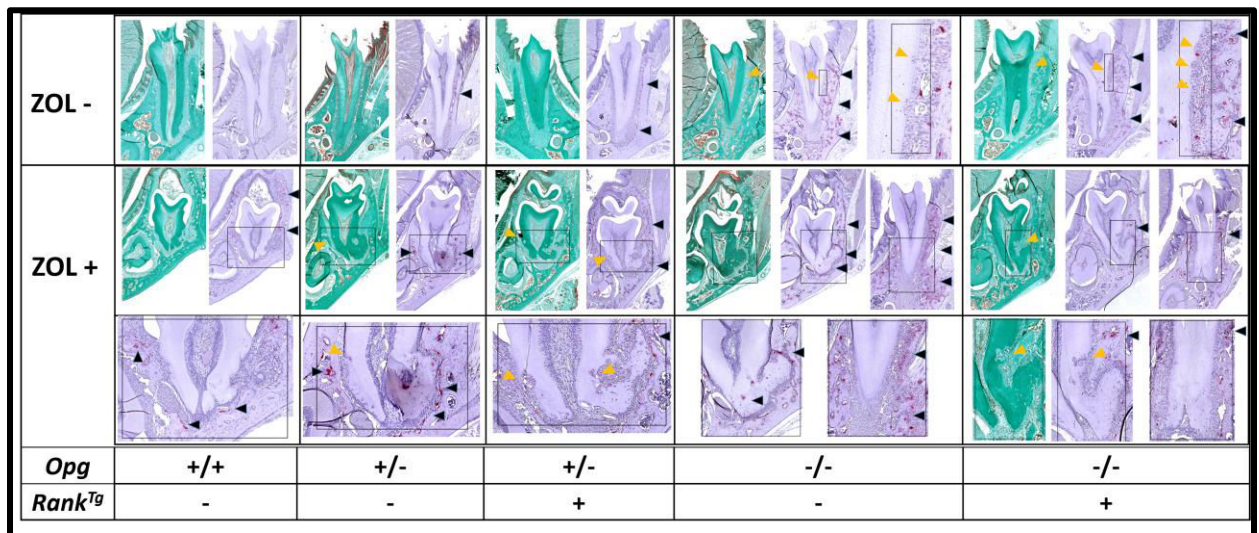 ZOL -
ZOL +
Opg +/+ +/- +/- -/- -/-
Rank^Tg - - + - +